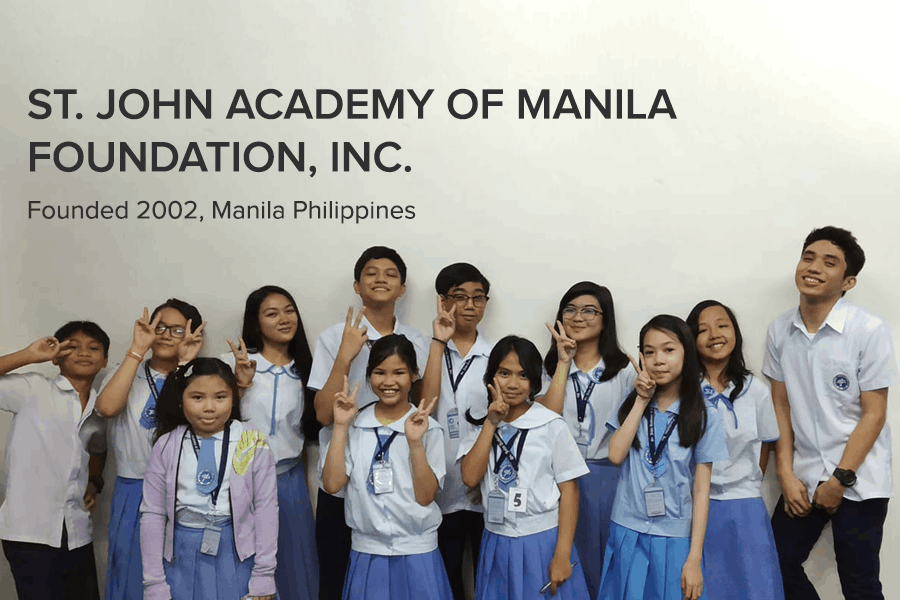 ST. JOHN ACADEMY OF MANILA
FOUNDATION, INC.
Founded 2002, Manila Philippines
5